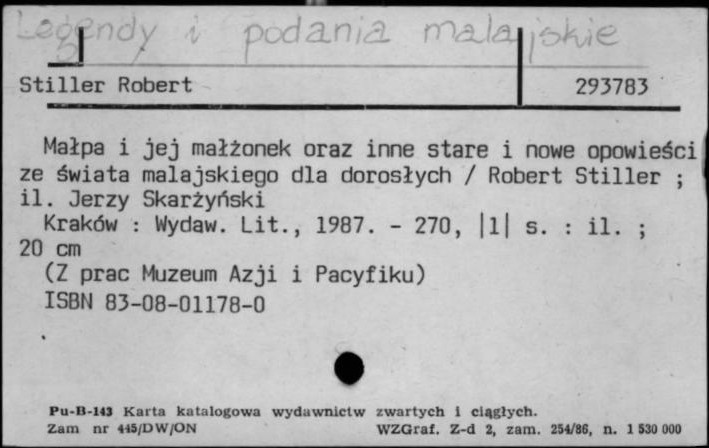 Legendy i podania malajskie
Stiller Robert 293783
Małpa i jej małżonek oraz inne stare i nowe opowieści
ze świata malajskiego dla dorosłych / Robert Stiller ;
il. Jerzy Skarżyński
Kraków : Wydaw. Lit., 1987. - 270, |1| s. : il. ;
20 cm
(Z prac Muzeum Azji i Pacyfiku)
ISBN 83-08-01178-0
Pu-B-143 Karta katalogowa wydawnictw zwartych i ciągłych.
Zam nr 445/DW/ON WZGraf. Z-d 2, zam. 254/86, n. 1 530 000